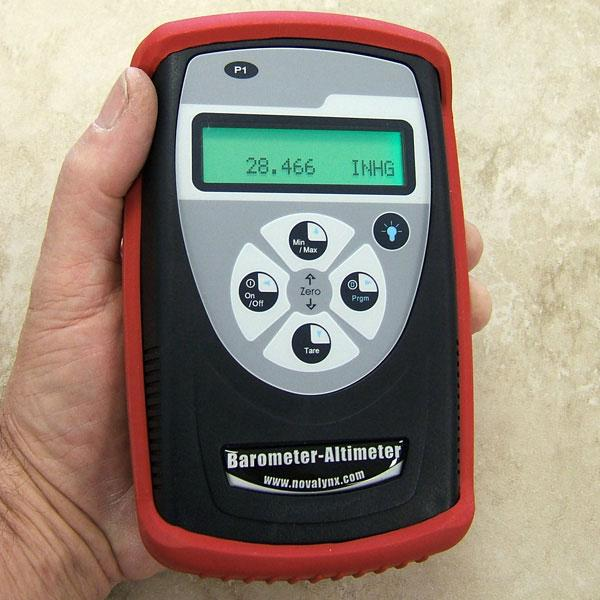 P1
28.466 INHG
Min
/ Max
On
/Off
Zero
Prgm
Tare
Barometer-Altimeter
www.novalynx.com